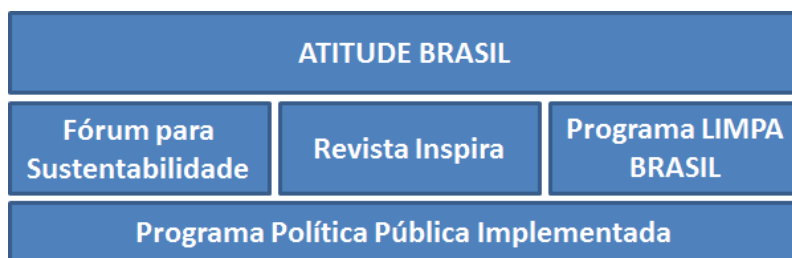 ATITUDE BRASIL
Fórum para
Sustentabilidade
Revista Inspira
Programa LIMPA
BRASIL
Programa Política Pública Implementada